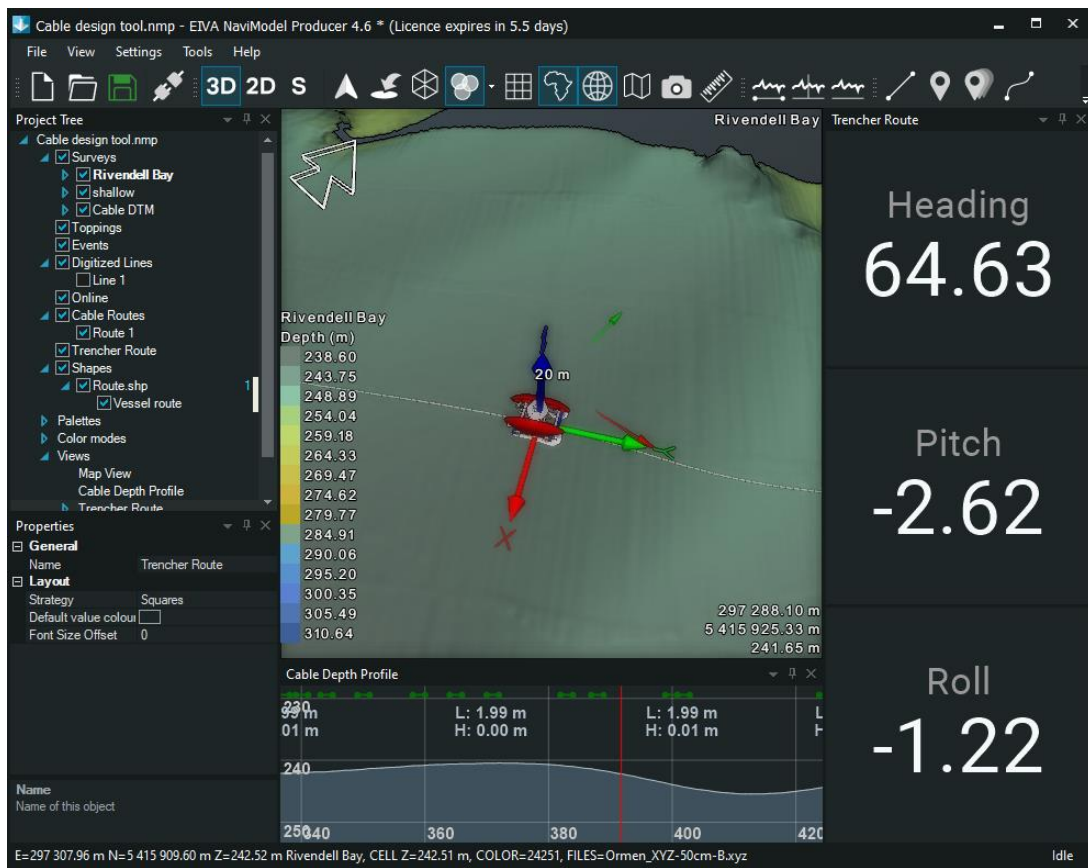 Cable design tool.nmp - EIVA NaviModel Producer 4.6 * (Licence expires in 5.5 days)
File View Settings Tools Help
3D 2D S
Project Tree
Cable design tool.nmp
Surveys
Rivendell Bay
shallow
Cable DTM
Toppings
Events
Digitized Lines
Line 1
Online
Cable Routes
Route 1
Trencher Route
Shapes
Route.shp 1
Vessel route
Palettes
Color modes
Views
Map View
Cable Depth Profile
Trencher Route
Properties
General
Name Trencher Route
Layout
Strategy Squares
Default value colou
Font Size Offset 0
Name
Name of this object
Rivendell Bay
Rivendell Bay
Depth (m)
238.60
243.75
248.89
254.04
259.18
264.33
269.47
274.62
279.77
284.91
290.06
295.20
300.35
305.49
310.64
20 m
X
Y
297 288.10 m
5 415 925.33 m
241.65 m
Cable Depth Profile
230
99 m L: 1.99 m L: 1.99 m L
01 m H: 0.00 m H: 0.01 m H
240
250
340 360 380 400 420
Trencher Route
Heading
64.63
Pitch
-2.62
Roll
-1.22
E=297 307.96 m N=5 415 909.60 m Z=242.52 m Rivendell Bay, CELL Z=242.51 m, COLOR=24251, FILES=Ormen_XYZ-50cm-B.xyz Idle